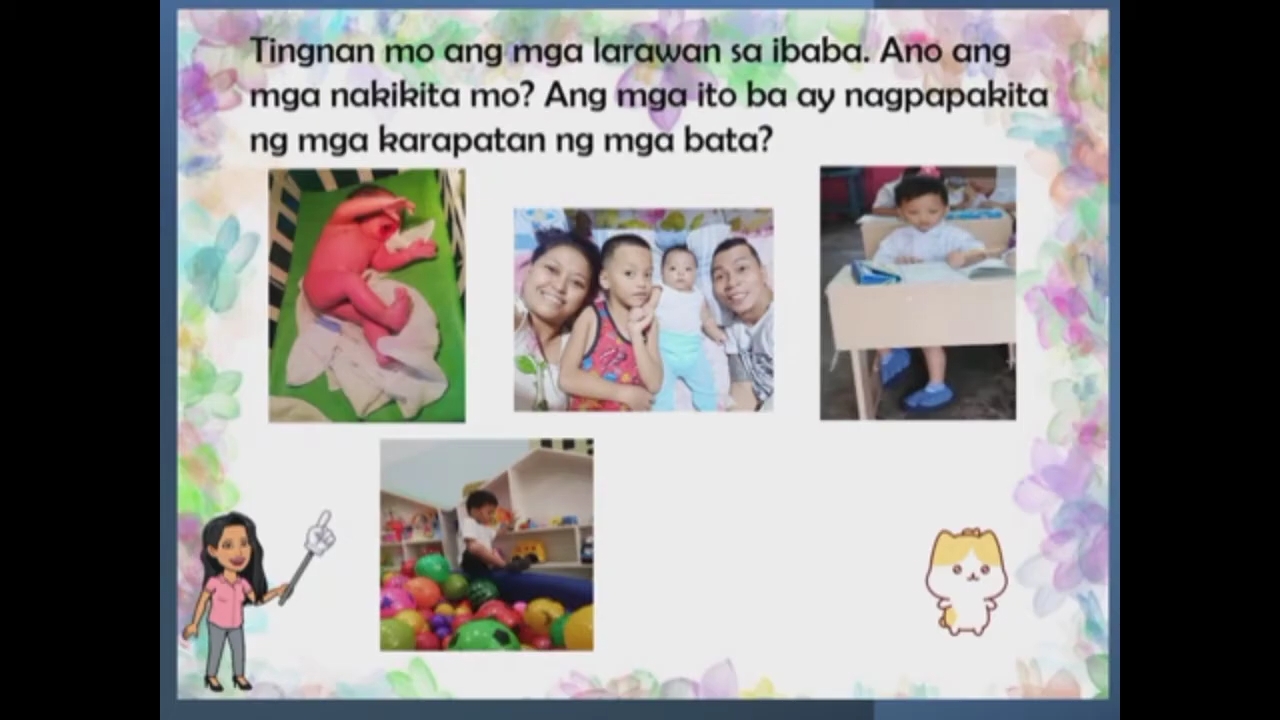 Tingnan mo ang mga larawan sa ibaba. Ano ang
mga nakikita mo? Ang mga ito ba ay nagpapakita
ng mga karapatan ng mga bata?